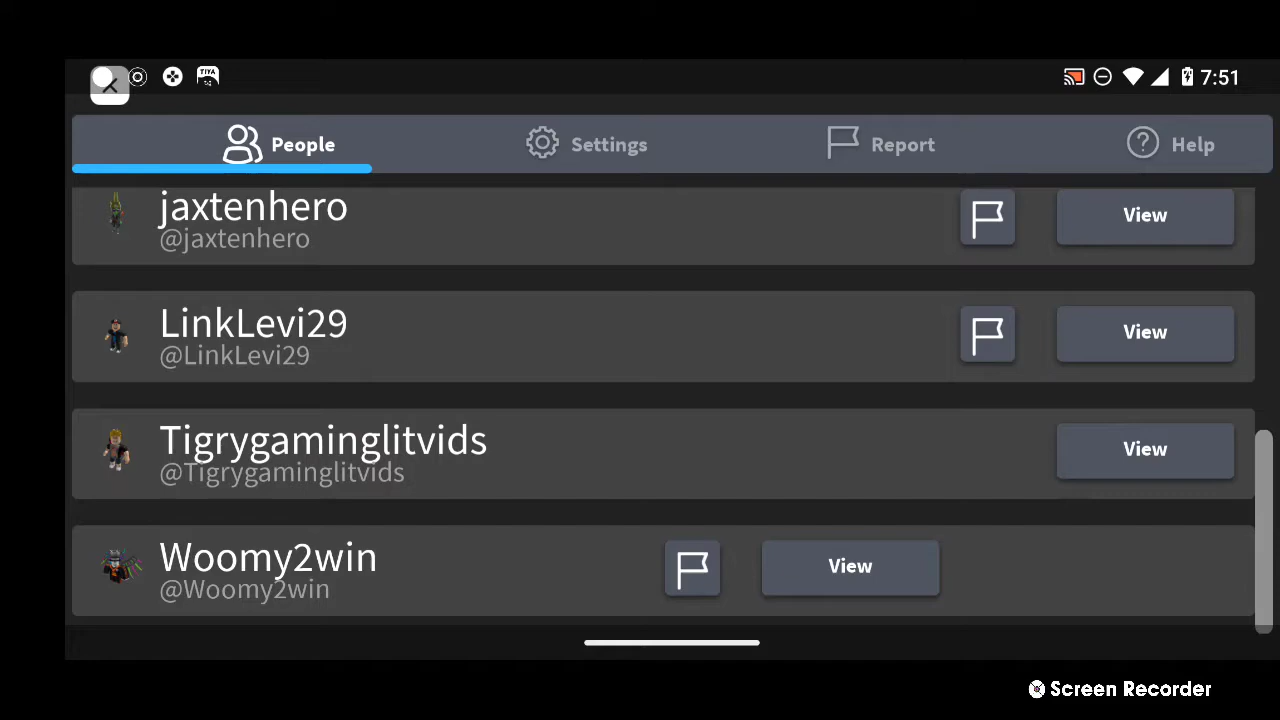 TIYA
7:51
People
Settings
Report
Help
jaxtenhero
@jaxtenhero
View
LinkLevi29
@LinkLevi29
View
Tigrygaminglitvids
@Tigrygaminglitvids
View
Woomy2win
@Woomy2win
View
Screen Recorder